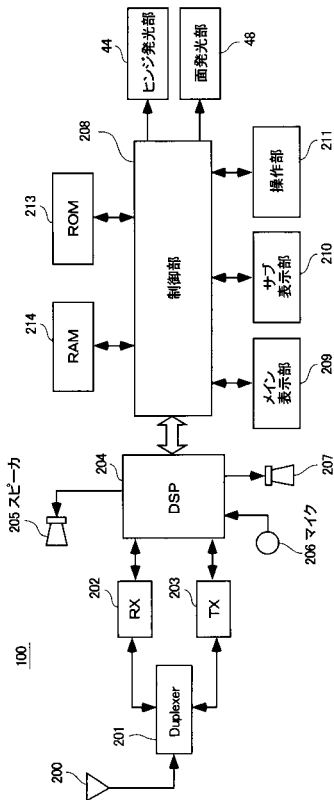 100
200
201
Duplexer
202
RX
203
TX
204
DSP
205 スピーカ
206 マイク
207
208
制御部
214
RAM
213
ROM
44
ヒンジ発光部
48
面発光部
メイン
表示部
209
サブ
表示部
210
操作部
211